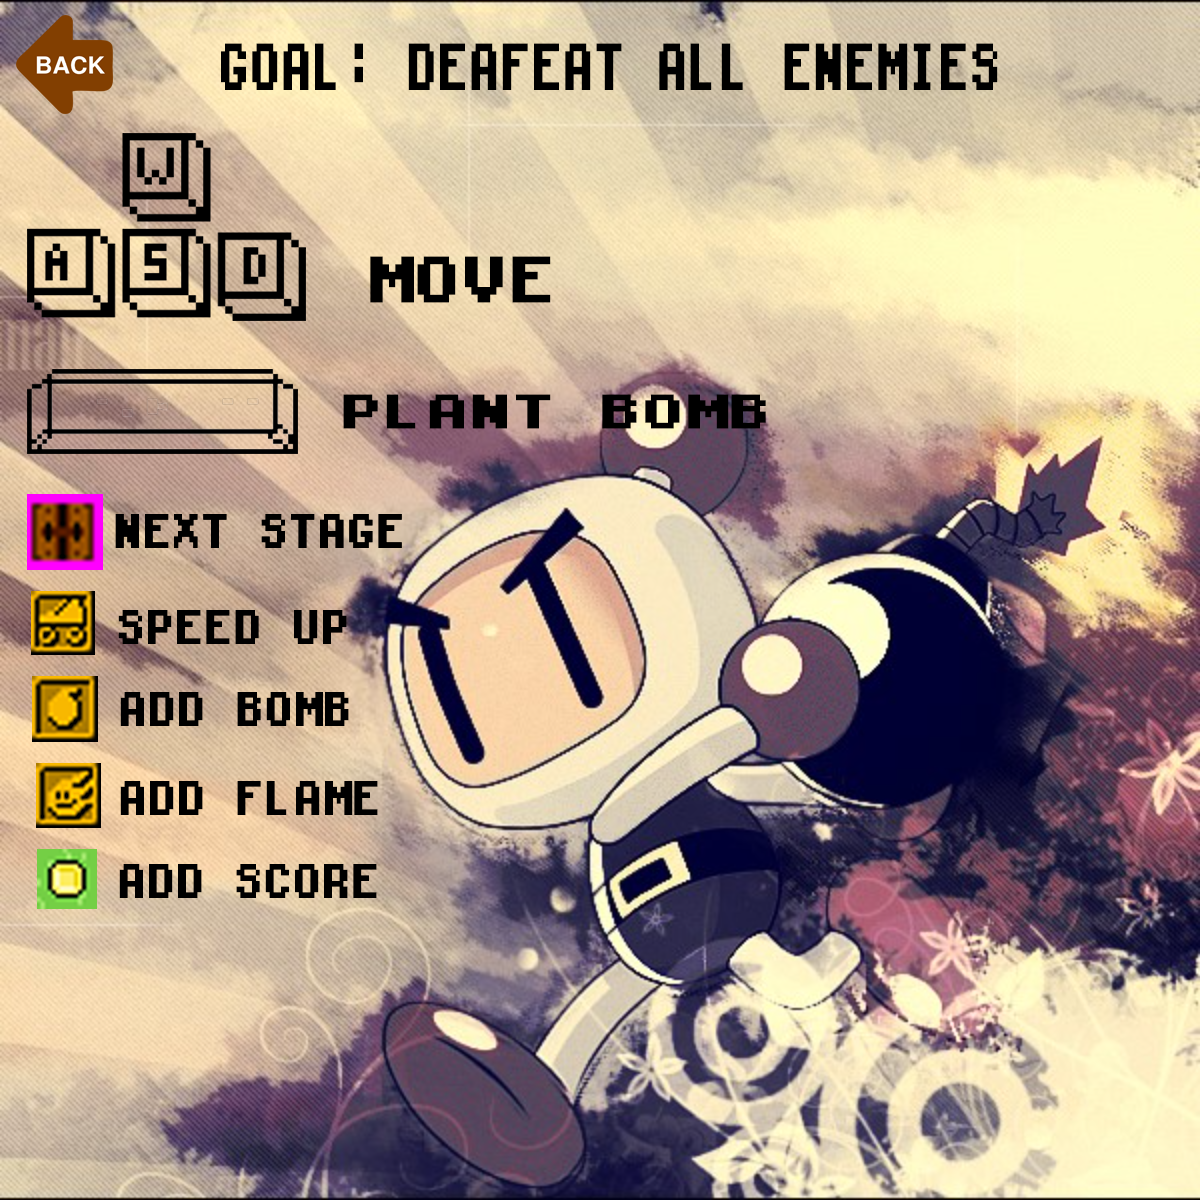 BACK
GOAL: DEAFEAT ALL ENEMIES
W
A S D
MOVE
PLANT BOMB
NEXT STAGE
SPEED UP
ADD BOMB
ADD FLAME
ADD SCORE